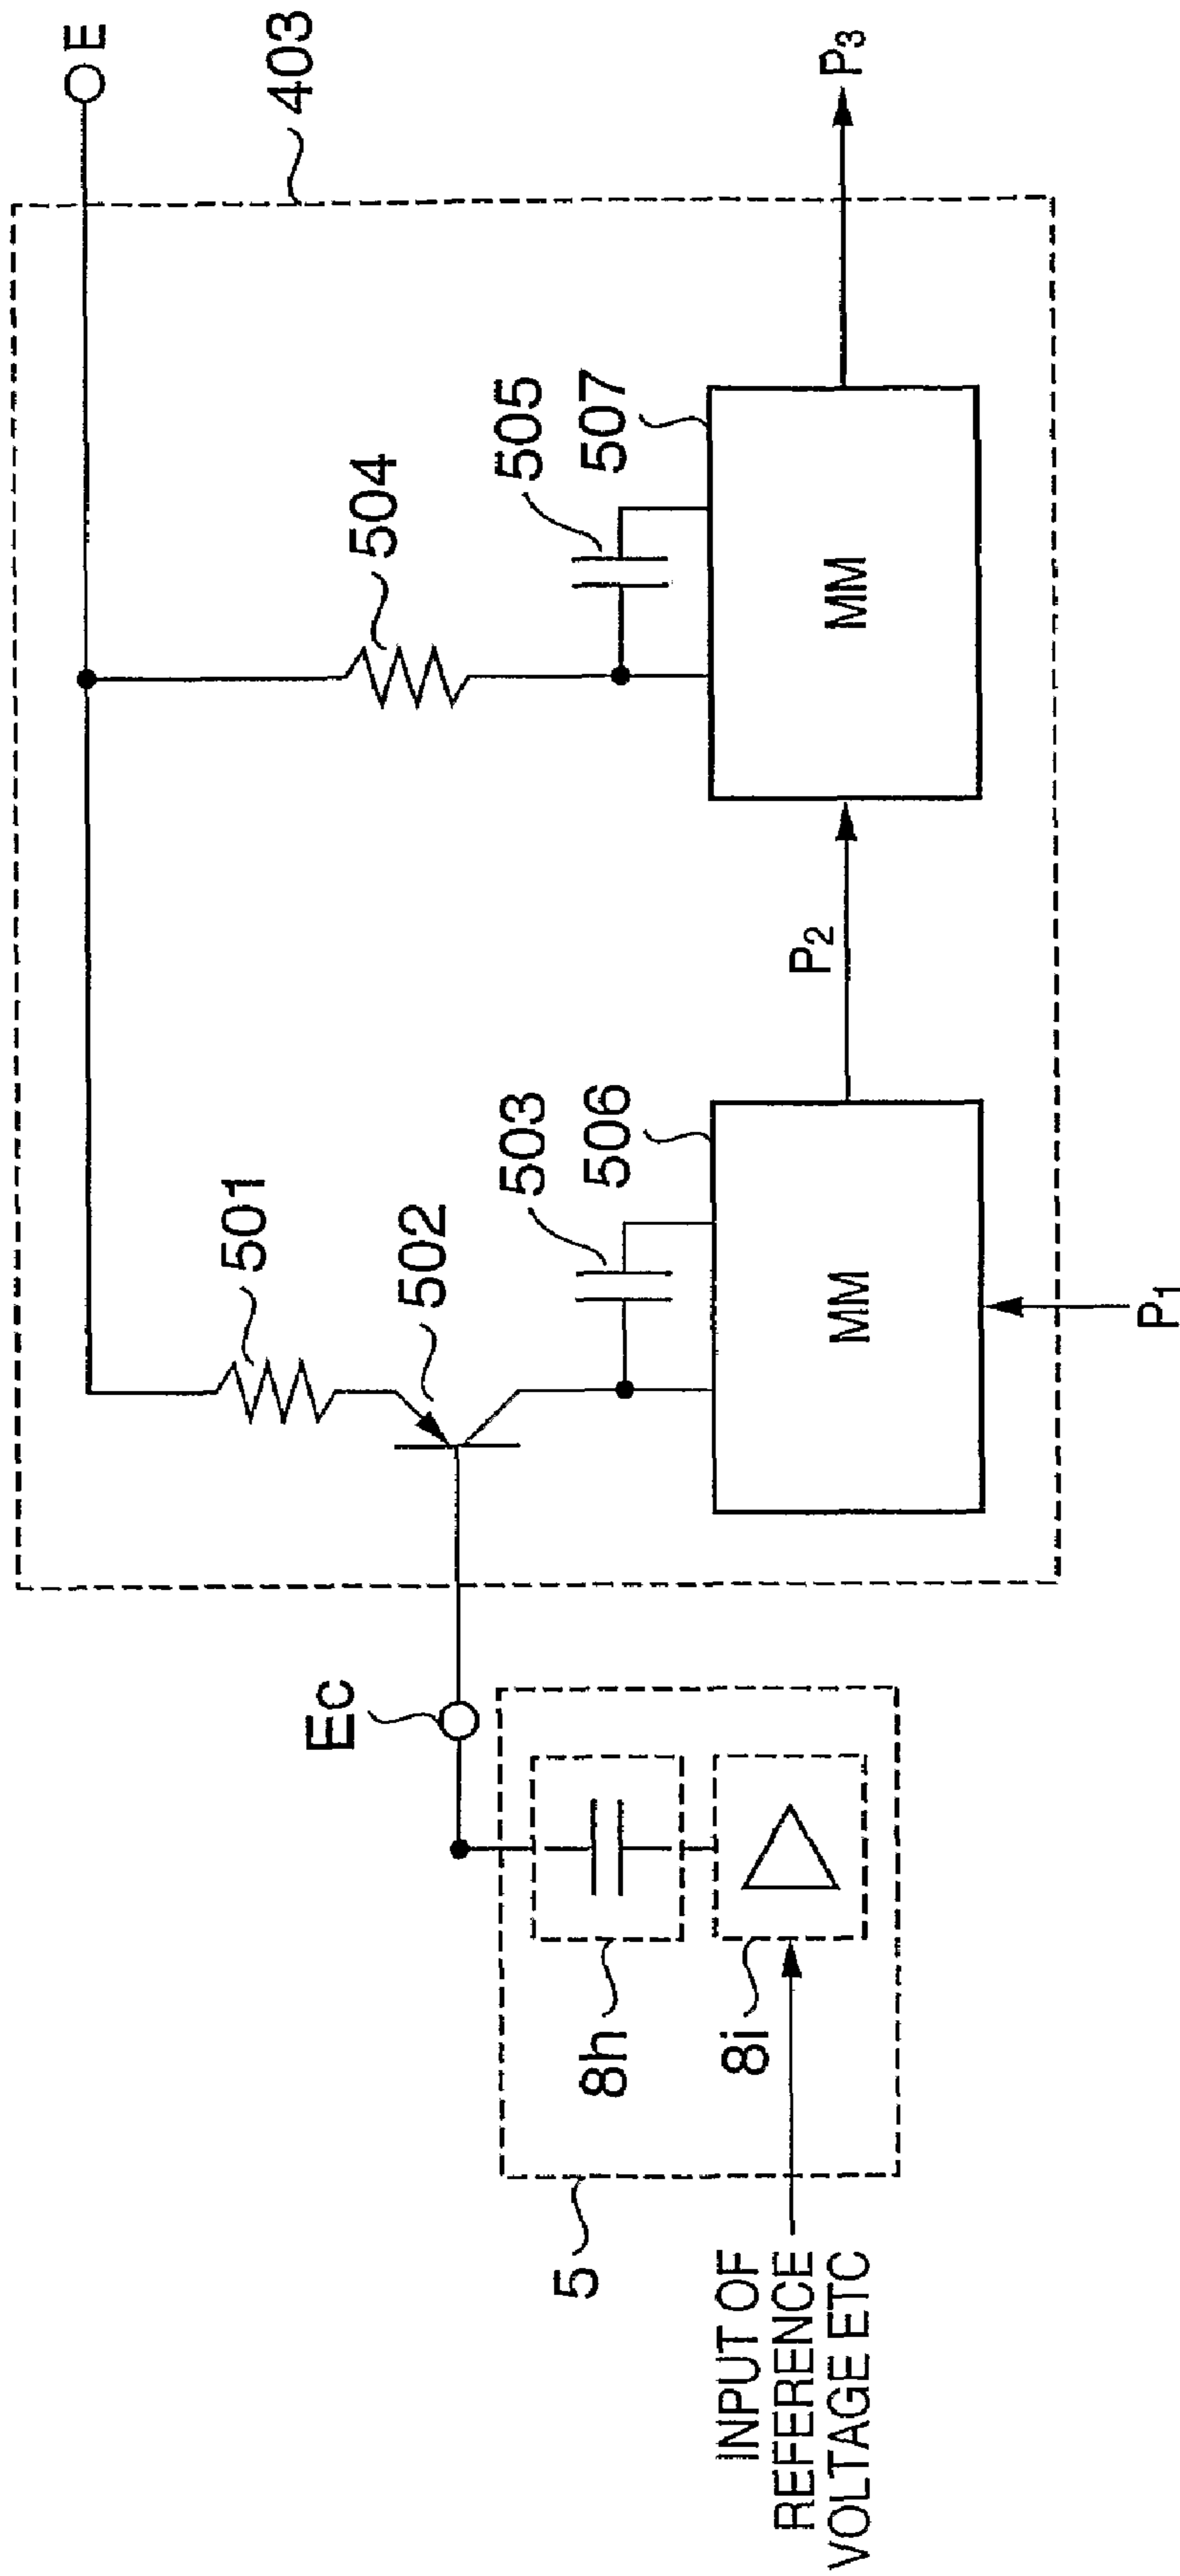 E
403
504
505
507
MM
P3
501
502
503
506
MM
P2
P1
Ec
8h
8i
5
INPUT OF
REFERENCE
VOLTAGE ETC